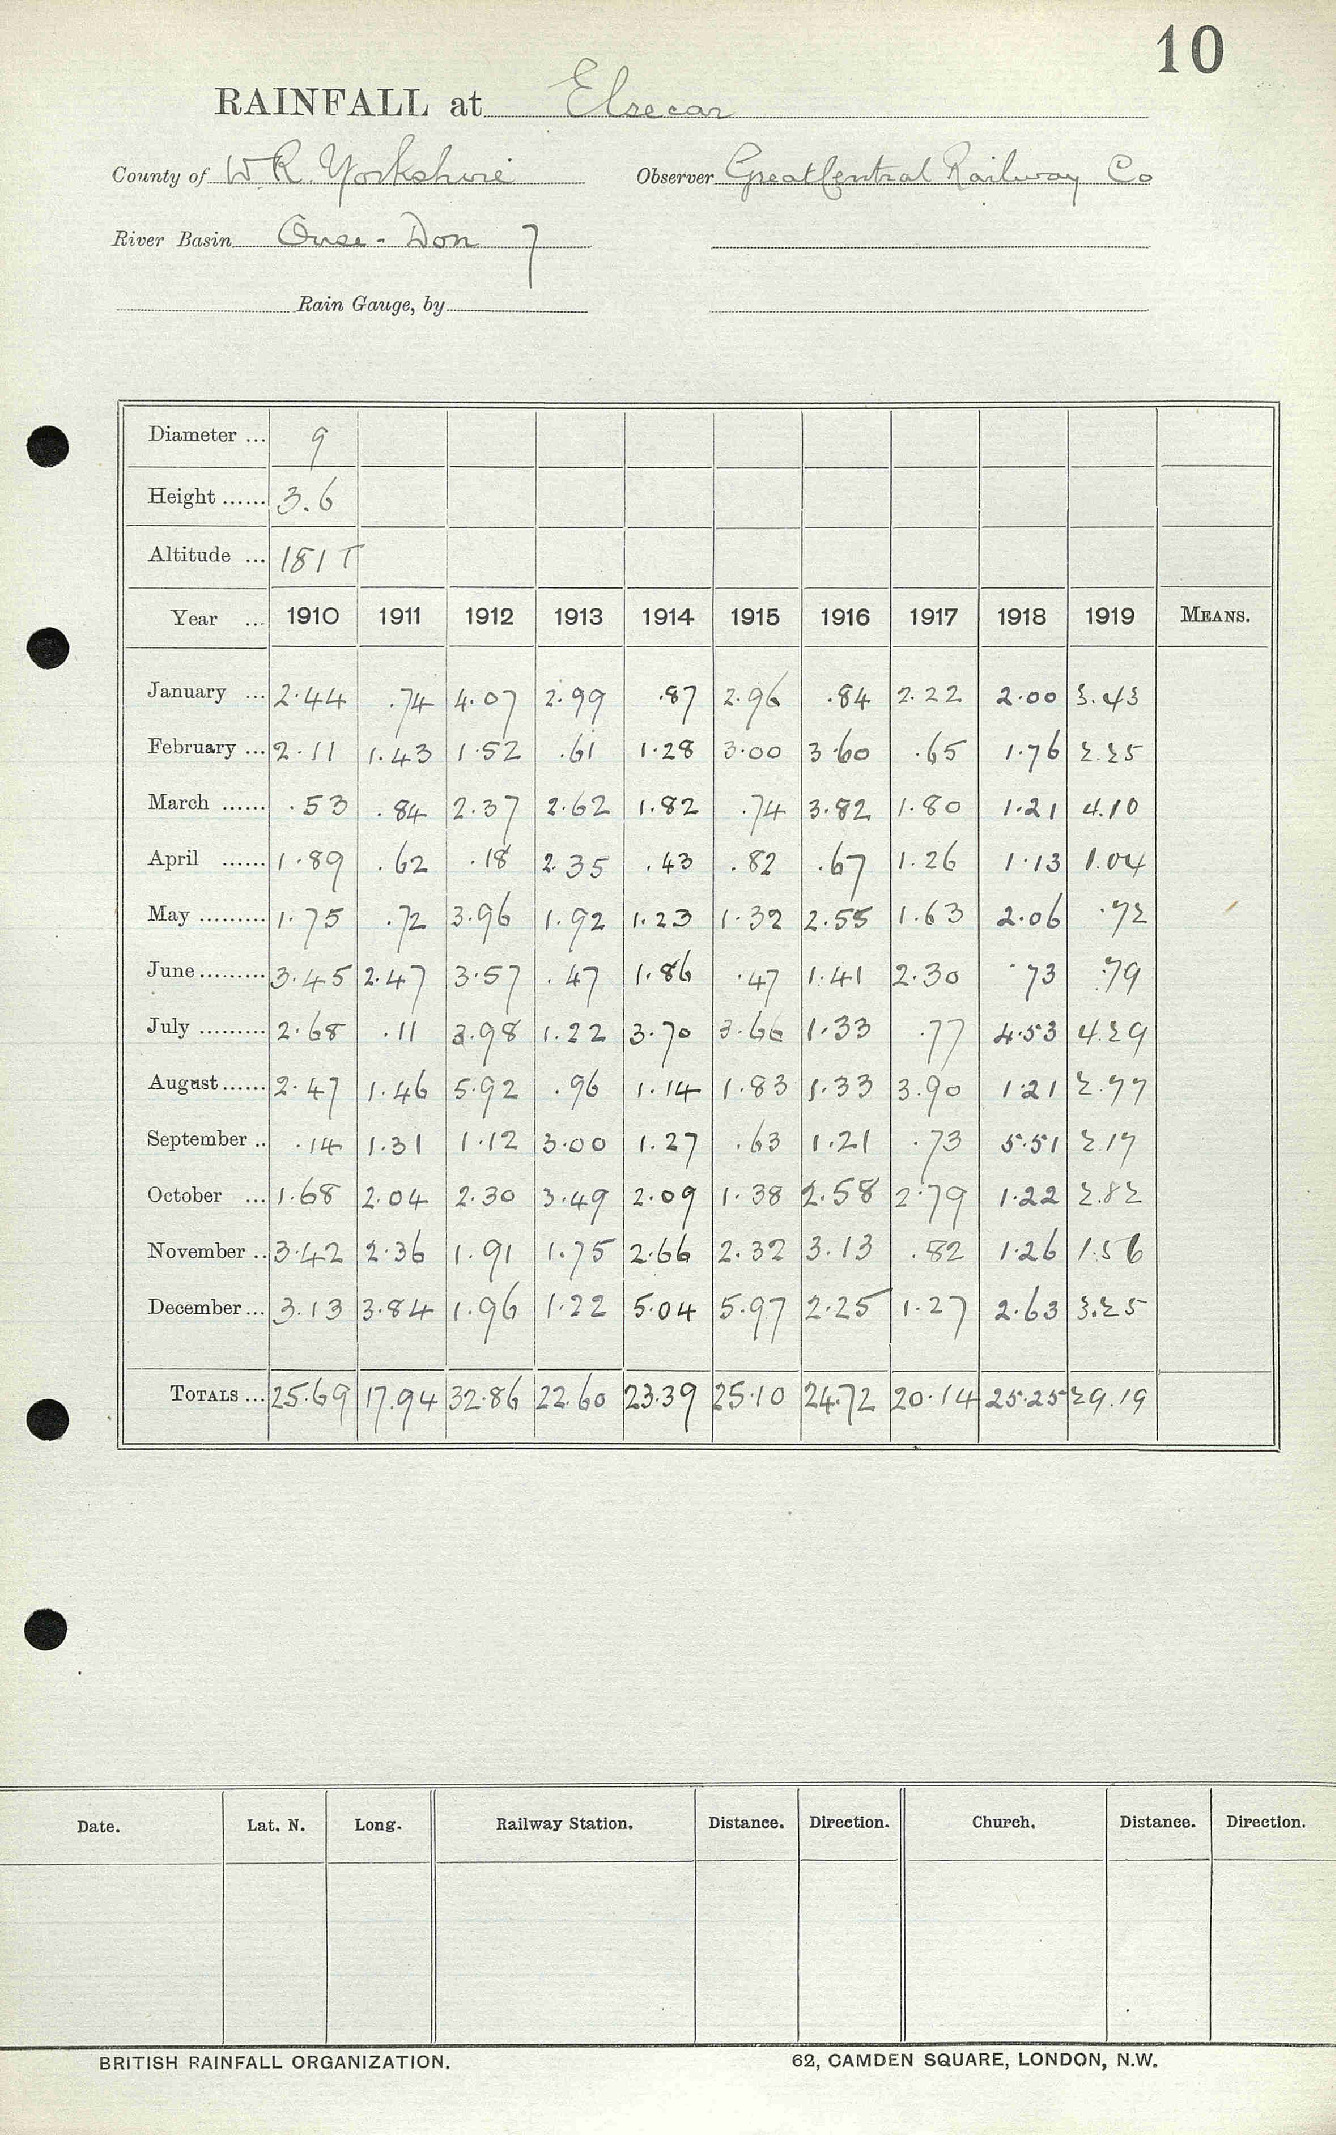 10
RAINFALL at Elsecar
County of W.R. Yorkshire Observer Great Central Railway Co
River Basin Ouse - Don 7
Rain Gauge, by
Diameter ... 9
Height ...... 3.6
Altitude ... 181 T
Year ... 1910 1911 1912 1913 1914 1915 1916 1917 1918 1919 MEANS.
January ... 2.44 .74 4.07 2.99 .87 2.96 .84 2.22 2.00 3.43
February ... 2.11 1.43 1.52 .61 1.28 3.00 3.60 .65 1.76 2.25
March ...... .53 .84 2.37 2.62 1.82 .74 3.82 1.80 1.21 4.10
April ...... 1.89 .62 .18 2.35 .43 .82 .67 1.26 1.13 1.04
May ......... 1.75 .72 3.96 1.92 1.23 1.32 2.55 1.63 2.06 .72
June ......... 3.45 2.47 3.57 .47 1.86 .47 1.41 2.30 .73 .79
July ......... 2.68 .11 3.98 1.22 3.70 3.66 1.33 .77 4.53 4.29
August ...... 2.47 1.46 5.92 .96 1.14 1.83 1.33 3.90 1.21 2.77
September .. .14 1.31 1.12 3.00 1.27 .63 1.21 .73 5.51 2.17
October ... 1.68 2.04 2.30 3.49 2.09 1.38 2.58 2.79 1.22 2.82
November .. 3.42 2.36 1.91 1.75 2.66 2.32 3.13 .82 1.26 1.56
December ... 3.13 3.84 1.96 1.22 5.04 5.97 2.25 1.27 2.63 3.25
TOTALS ... 25.69 17.94 32.86 22.60 23.39 25.10 24.72 20.14 25.25 29.19
Date. Lat. N. Long. Railway Station. Distance. Direction. Church. Distance. Direction.
BRITISH RAINFALL ORGANIZATION. 62, CAMDEN SQUARE, LONDON, N.W.